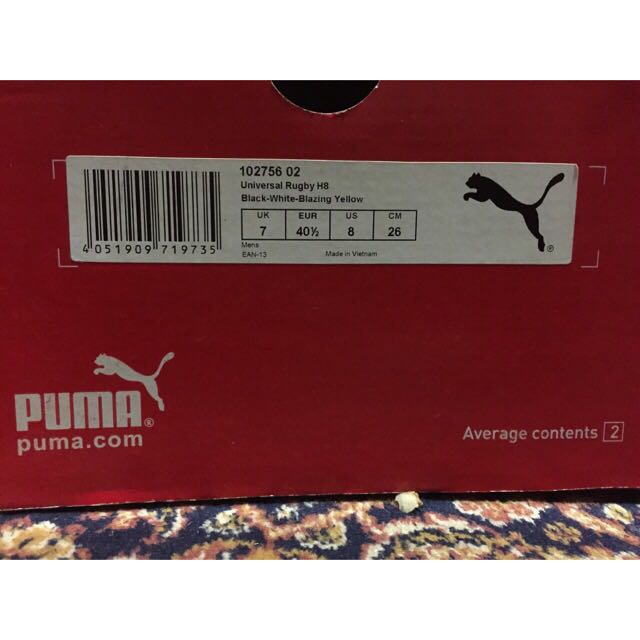 102756 02
Universal Rugby H8
Black-White-Blazing Yellow
UK EUR US CM
7 40½ 8 26
Mens
EAN-13 Made in Vietnam
4 051909 719735
®
PUMA®
puma.com
Average contents 2